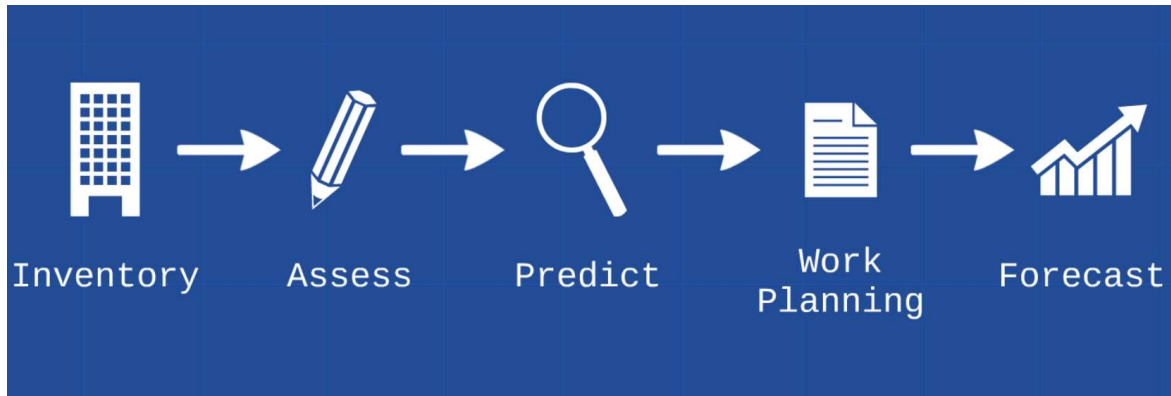 Inventory
Assess
Predict
Work
Planning
Forecast